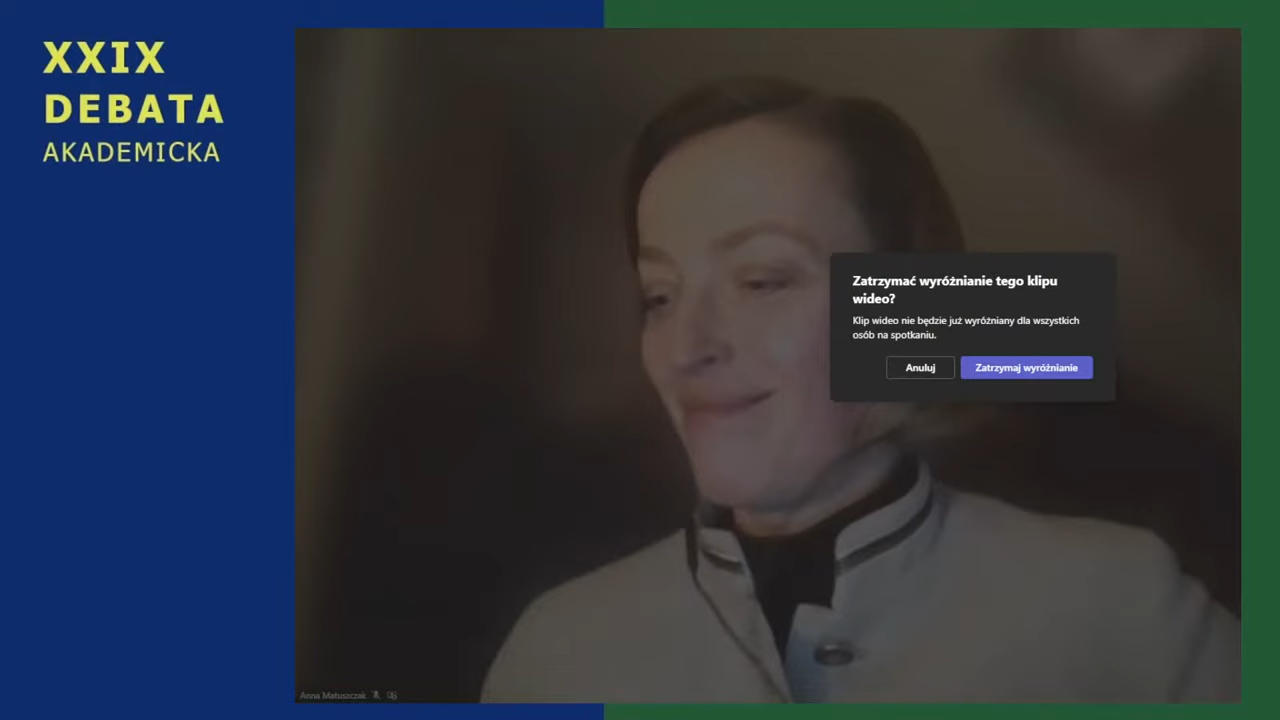 XXIX
DEBATA
AKADEMICKA
Zatrzymać wyróżnianie tego klipu
wideo?
Klip wideo nie będzie już wyróżniany dla wszystkich
osób na spotkaniu.
Anuluj
Zatrzymaj wyróżnianie
Anna Matuszczak